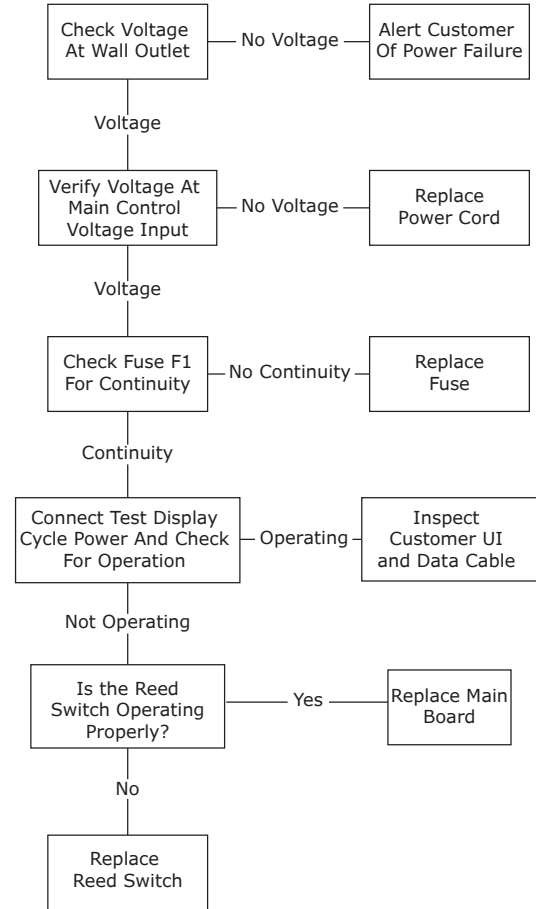 Check Voltage
At Wall Outlet
No Voltage
Alert Customer
Of Power Failure
Voltage
Verify Voltage At
Main Control
Voltage Input
No Voltage
Replace
Power Cord
Voltage
Check Fuse F1
For Continuity
No Continuity
Replace
Fuse
Continuity
Connect Test Display
Cycle Power And Check
For Operation
Operating
Inspect
Customer UI
and Data Cable
Not Operating
Is the Reed
Switch Operating
Properly?
Yes
Replace Main
Board
No
Replace
Reed Switch